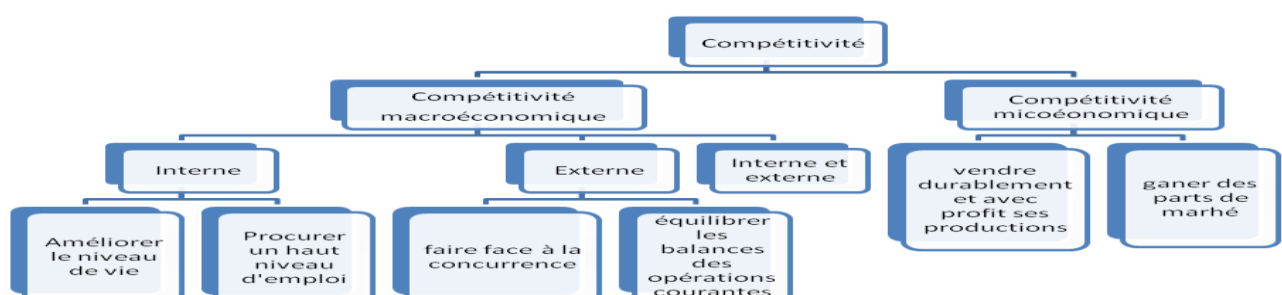 Compétitivité
Compétitivité
macroéconomique
Compétitivité
micoéonomique
Interne
Externe
Interne et
externe
vendre
durablement
et avec
profit ses
productions
ganer des
parts de
marhé
Améliorer
le niveau
de vie
Procurer
un haut
niveau
d'emploi
faire face à la
concurrence
équilibrer
les
balances
des
opérations
courantes